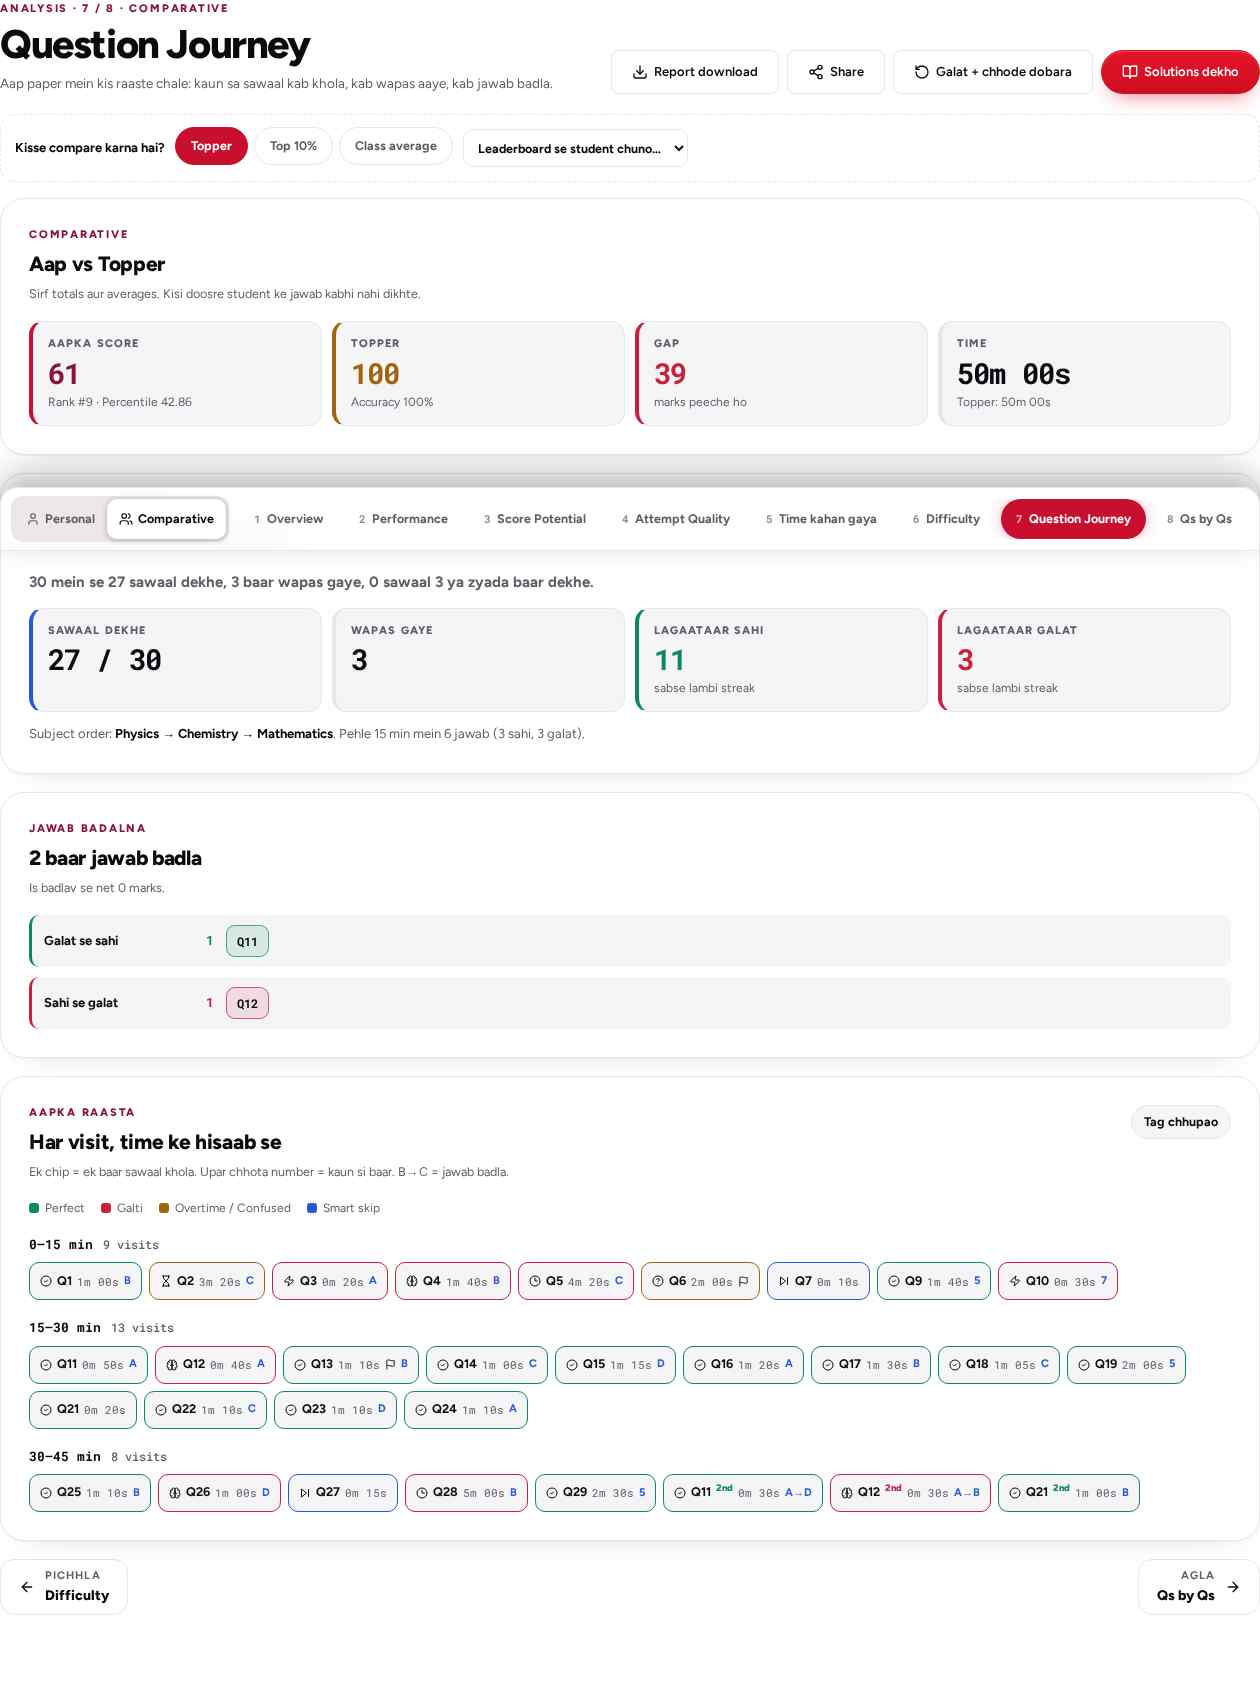 ANALYSIS · 7 / 8 · COMPARATIVE
Question Journey
Aap paper mein kis raaste chale: kaun sa sawaal kab khola, kab wapas aaye, kab jawab badla.
Report download
Share
Galat + chhode dobara
Solutions dekho
Kisse compare karna hai?
Topper
Top 10%
Class average
Leaderboard se student chuno...
COMPARATIVE
Aap vs Topper
Sirf totals aur averages. Kisi doosre student ke jawab kabhi nahi dikhte.
AAPKA SCORE
61
Rank #9 · Percentile 42.86
TOPPER
100
Accuracy 100%
GAP
39
marks peeche ho
TIME
50m 00s
Topper: 50m 00s
Personal
Comparative
1 Overview
2 Performance
3 Score Potential
4 Attempt Quality
5 Time kahan gaya
6 Difficulty
7 Question Journey
8 Qs by Qs
30 mein se 27 sawaal dekhe, 3 baar wapas gaye, 0 sawaal 3 ya zyada baar dekhe.
SAWAAL DEKHE
27 / 30
WAPAS GAYE
3
LAGAATAAR SAHI
11
sabse lambi streak
LAGAATAAR GALAT
3
sabse lambi streak
Subject order: Physics → Chemistry → Mathematics. Pehle 15 min mein 6 jawab (3 sahi, 3 galat).
JAWAB BADALNA
2 baar jawab badla
Is badlav se net 0 marks.
Galat se sahi 1 Q11
Sahi se galat 1 Q12
AAPKA RAASTA
Har visit, time ke hisaab se
Tag chhupao
Ek chip = ek baar sawaal khola. Upar chhota number = kaun si baar. B→C = jawab badla.
Perfect
Galti
Overtime / Confused
Smart skip
0–15 min 9 visits
Q1 1m 00s B
Q2 3m 20s C
Q3 0m 20s A
Q4 1m 40s B
Q5 4m 20s C
Q6 2m 00s
Q7 0m 10s
Q9 1m 40s 5
Q10 0m 30s 7
15–30 min 13 visits
Q11 0m 50s A
Q12 0m 40s A
Q13 1m 10s B
Q14 1m 00s C
Q15 1m 15s D
Q16 1m 20s A
Q17 1m 30s B
Q18 1m 05s C
Q19 2m 00s 5
Q21 0m 20s
Q22 1m 10s C
Q23 1m 10s D
Q24 1m 10s A
30–45 min 8 visits
Q25 1m 10s B
Q26 1m 00s D
Q27 0m 15s
Q28 5m 00s B
Q29 2m 30s 5
Q11 2nd 0m 30s A→D
Q12 2nd 0m 30s A→B
Q21 2nd 1m 00s B
PICHHLA
Difficulty
AGLA
Qs by Qs